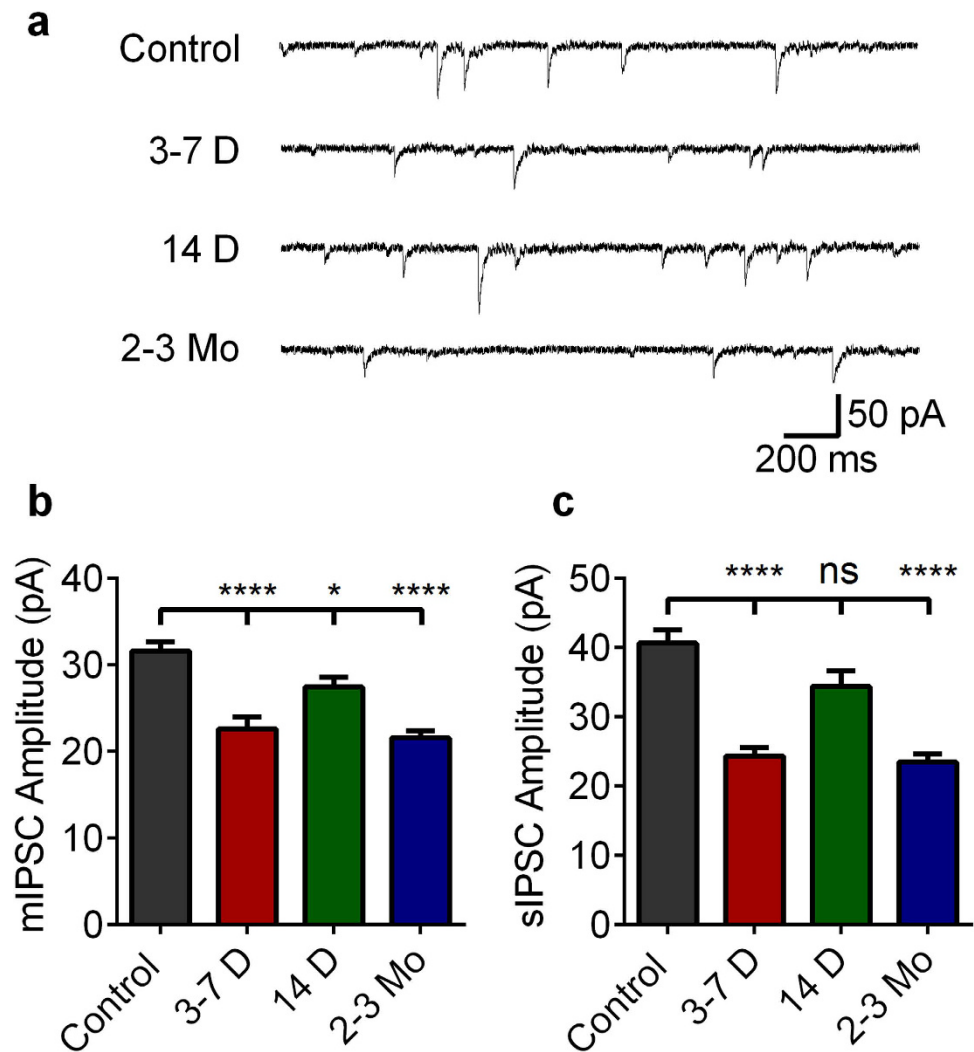 a
Control
3-7 D
14 D
2-3 Mo
50 pA
200 ms
b
mIPSC Amplitude (pA)
40
30
20
10
0
**** * ****
Control
3-7 D
14 D
2-3 Mo
c
sIPSC Amplitude (pA)
50
40
30
20
10
0
**** ns ****
Control
3-7 D
14 D
2-3 Mo